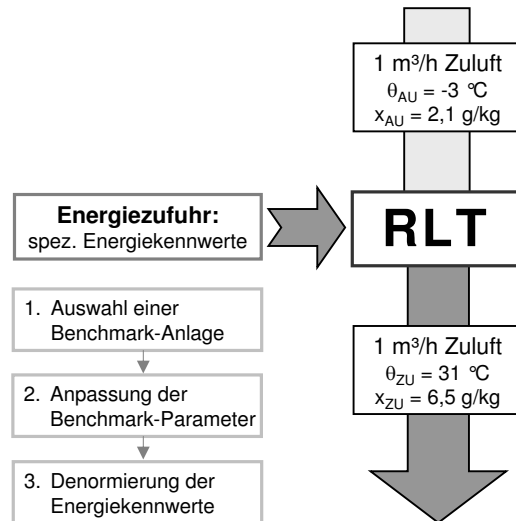 1 m³/h Zuluft
θAU = -3 °C
xAU = 2,1 g/kg
Energiezufuhr:
spez. Energiekennwerte
RLT
1. Auswahl einer
Benchmark-Anlage
2. Anpassung der
Benchmark-Parameter
3. Denormierung der
Energiekennwerte
1 m³/h Zuluft
θZU = 31 °C
xZU = 6,5 g/kg